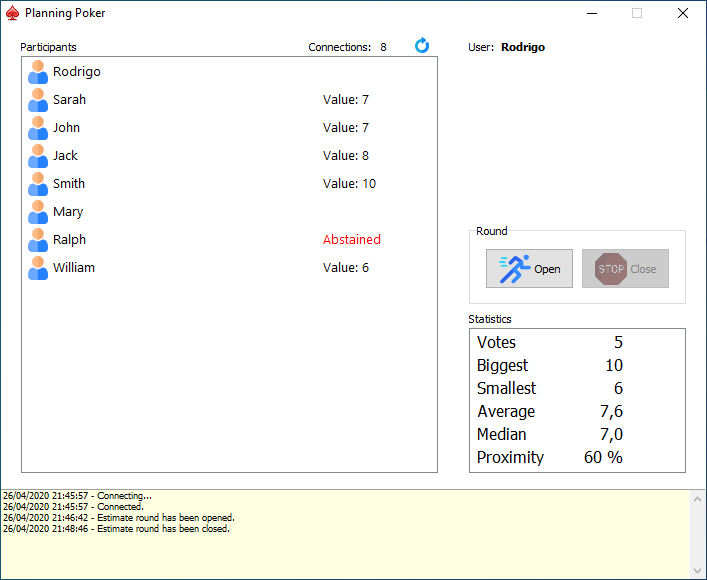 Planning Poker
Participants Connections: 8 User: Rodrigo
Rodrigo
Sarah Value: 7
John Value: 7
Jack Value: 8
Smith Value: 10
Mary
Ralph Abstained
William Value: 6
Round
Open STOP Close
Statistics
Votes 5
Biggest 10
Smallest 6
Average 7,6
Median 7,0
Proximity 60 %
26/04/2020 21:45:57 - Connecting...
26/04/2020 21:45:57 - Connected.
26/04/2020 21:46:42 - Estimate round has been opened.
26/04/2020 21:48:46 - Estimate round has been closed.